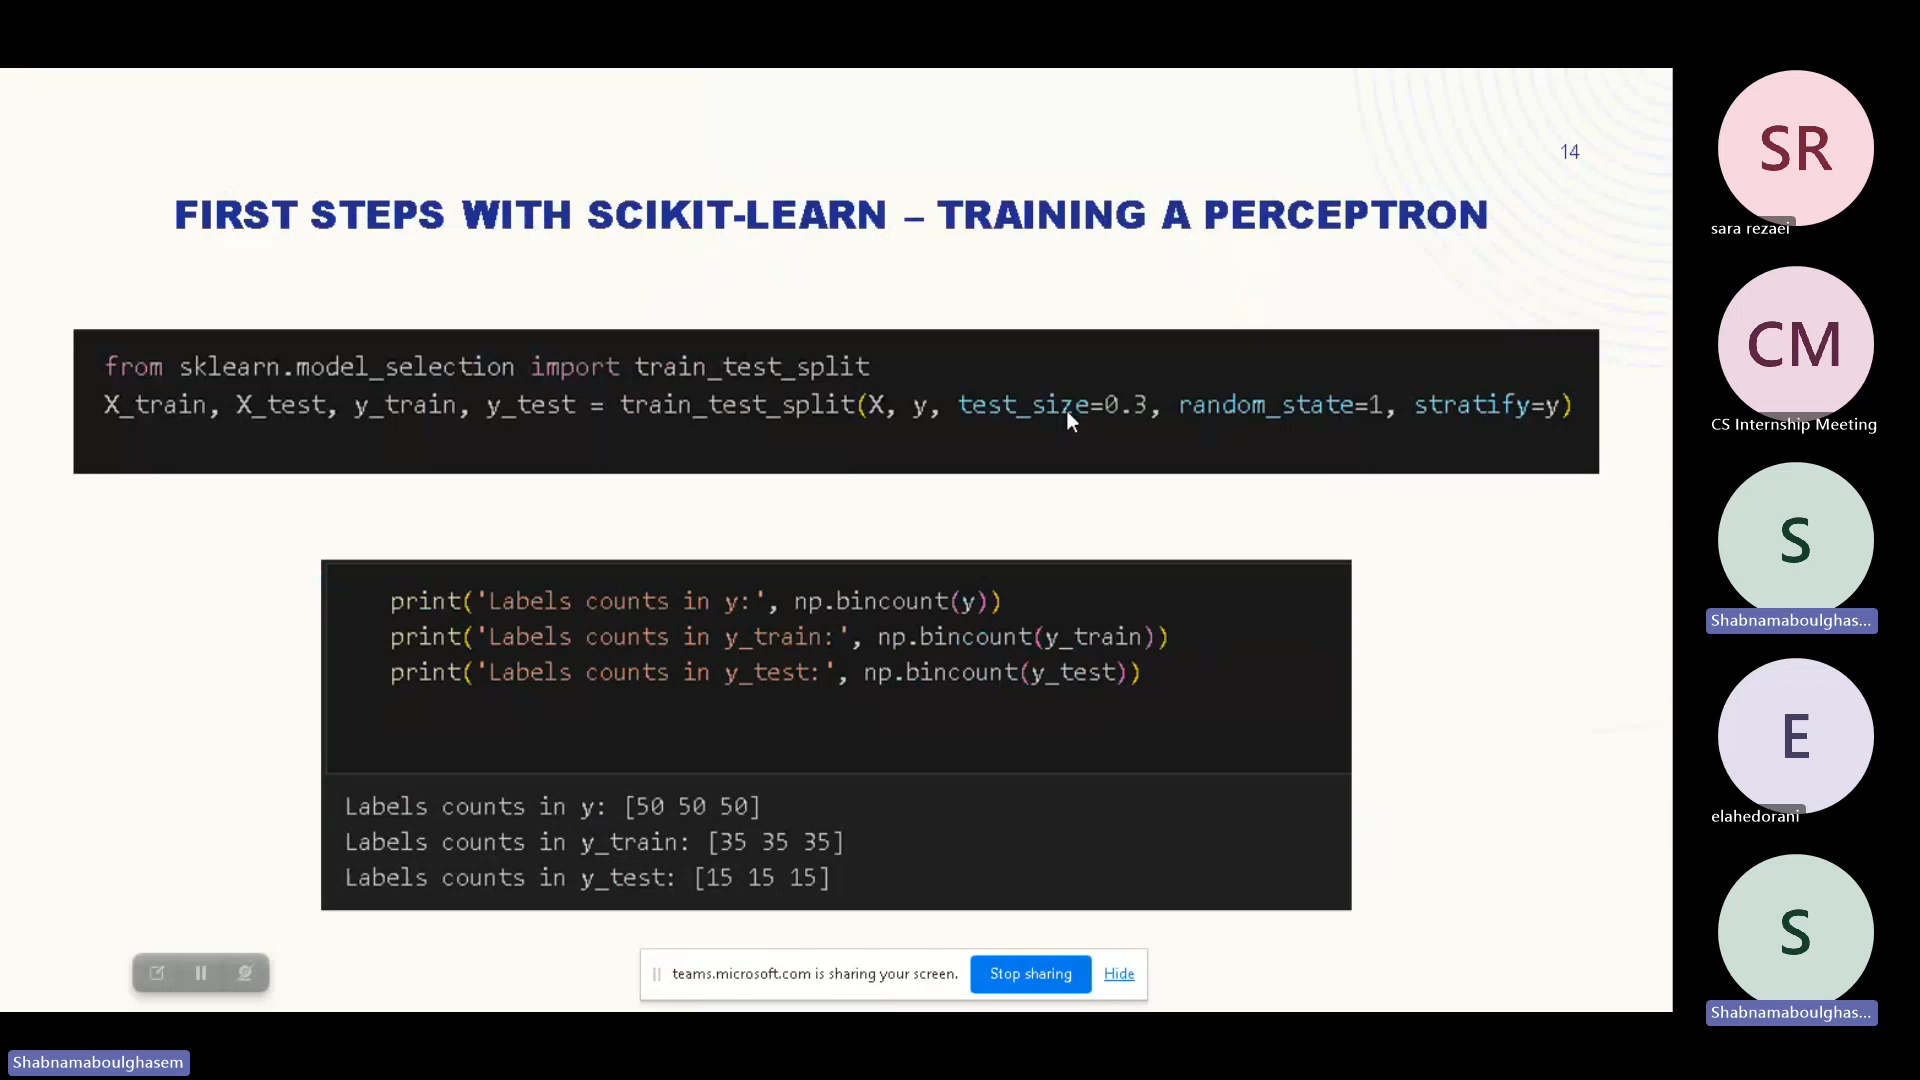 14
FIRST STEPS WITH SCIKIT-LEARN – TRAINING A PERCEPTRON
from sklearn.model_selection import train_test_split
X_train, X_test, y_train, y_test = train_test_split(X, y, test_size=0.3, random_state=1, stratify=y)
print('Labels counts in y:', np.bincount(y))
print('Labels counts in y_train:', np.bincount(y_train))
print('Labels counts in y_test:', np.bincount(y_test))
Labels counts in y: [50 50 50]
Labels counts in y_train: [35 35 35]
Labels counts in y_test: [15 15 15]
teams.microsoft.com is sharing your screen. Stop sharing Hide
SR
sara rezaei
CM
CS Internship Meeting
S
Shabnamaboulghas...
E
elahedorani
S
Shabnamaboulghas...
Shabnamaboulghasem